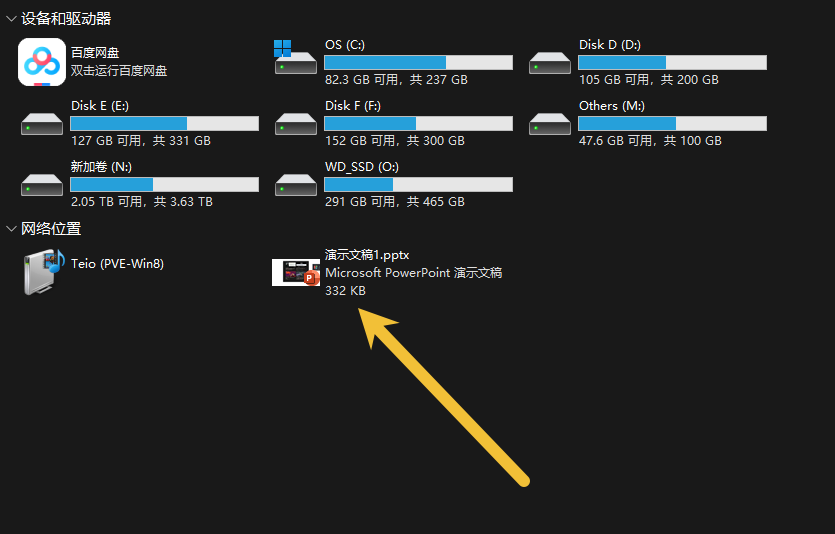 设备和驱动器
百度网盘
双击运行百度网盘
OS (C:)
82.3 GB 可用，共 237 GB
Disk D (D:)
105 GB 可用，共 200 GB
Disk E (E:)
127 GB 可用，共 331 GB
Disk F (F:)
152 GB 可用，共 300 GB
Others (M:)
47.6 GB 可用，共 100 GB
新加卷 (N:)
2.05 TB 可用，共 3.63 TB
WD_SSD (O:)
291 GB 可用，共 465 GB
网络位置
Teio (PVE-Win8)
演示文稿1.pptx
Microsoft PowerPoint 演示文稿
332 KB